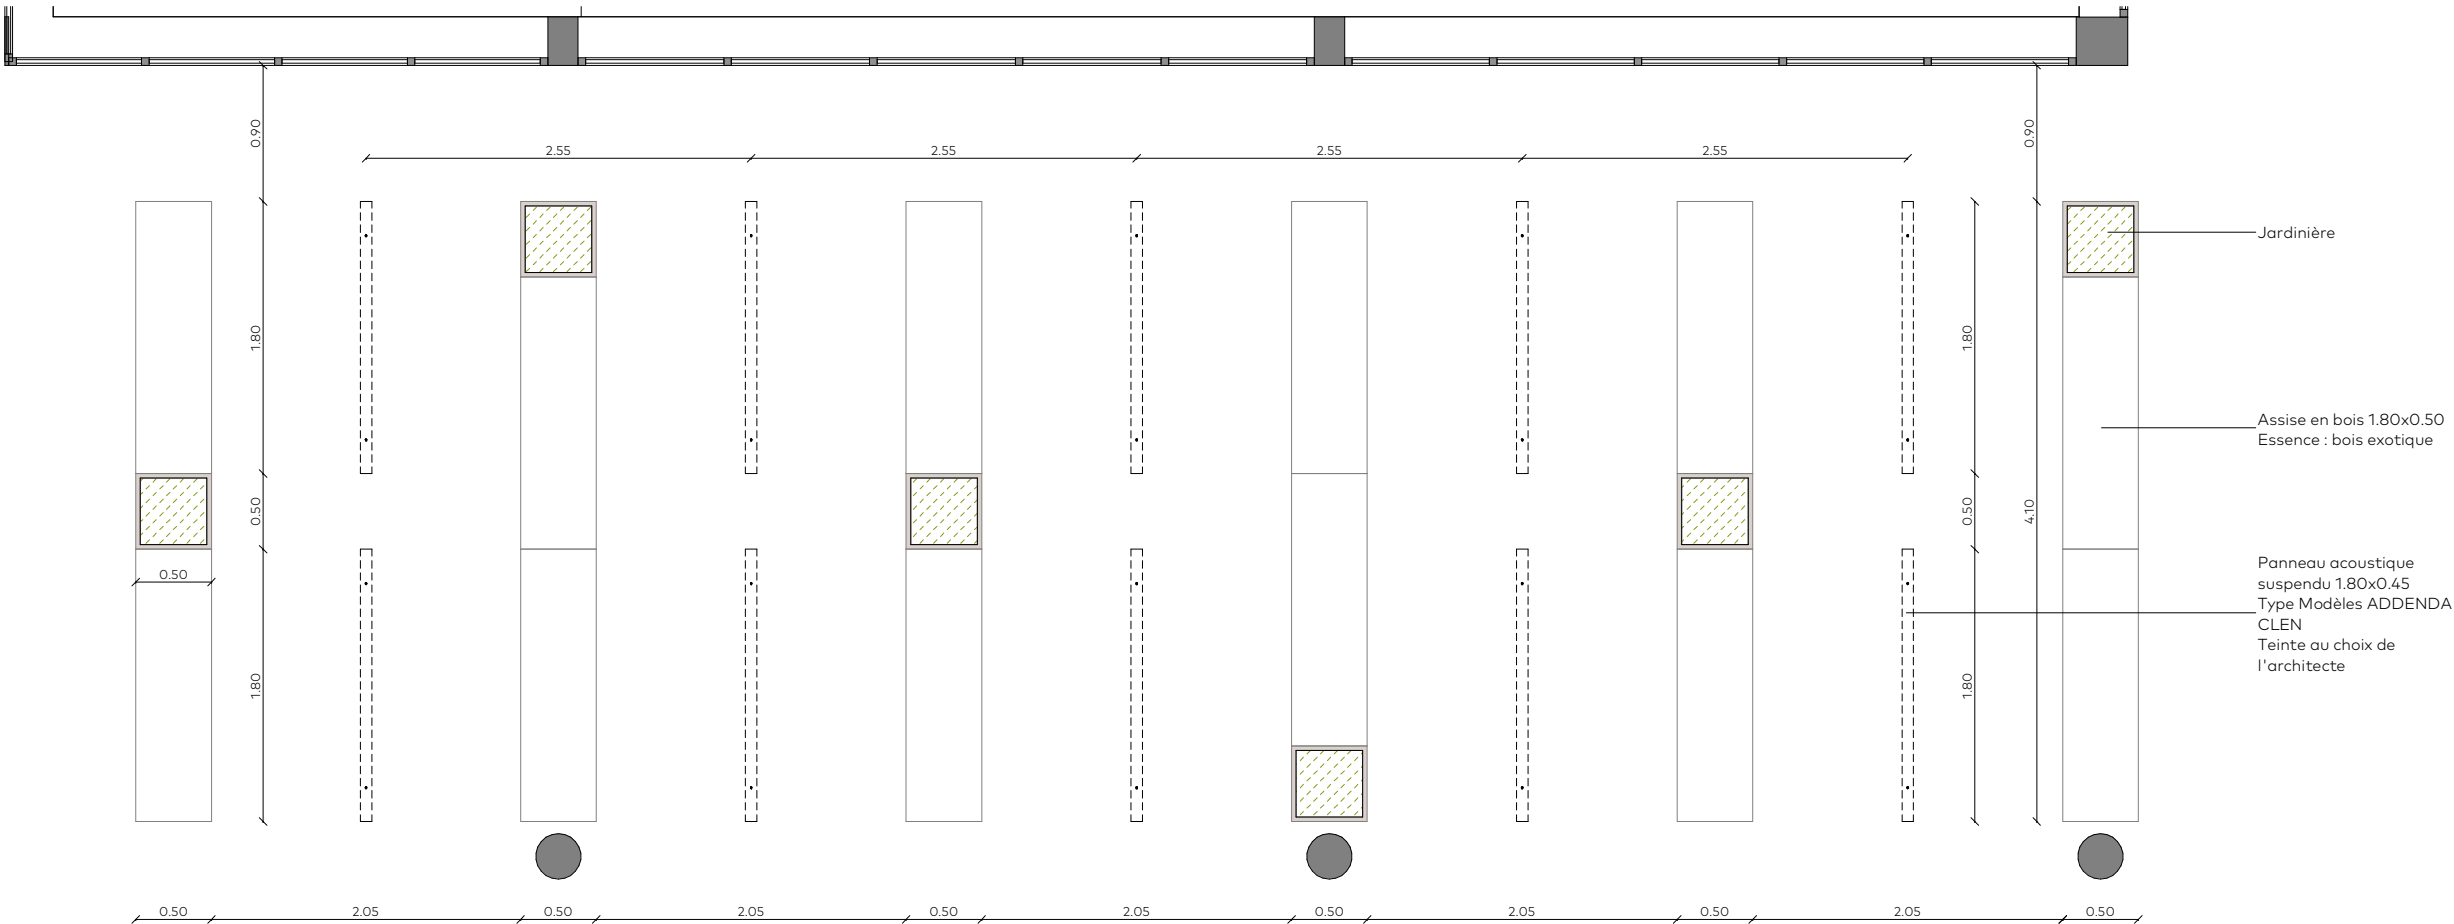 0.90
0.90
2.55
2.55
2.55
2.55
Jardinière
1.80
1.80
Assise en bois 1.80x0.50
Essence : bois exotique
0.50
0.50
4.10
0.50
Panneau acoustique
suspendu 1.80x0.45
Type Modèles ADDENDA
CLEN
Teinte au choix de
l'architecte
1.80
1.80
0.50
2.05
0.50
2.05
0.50
2.05
0.50
2.05
0.50
2.05
0.50